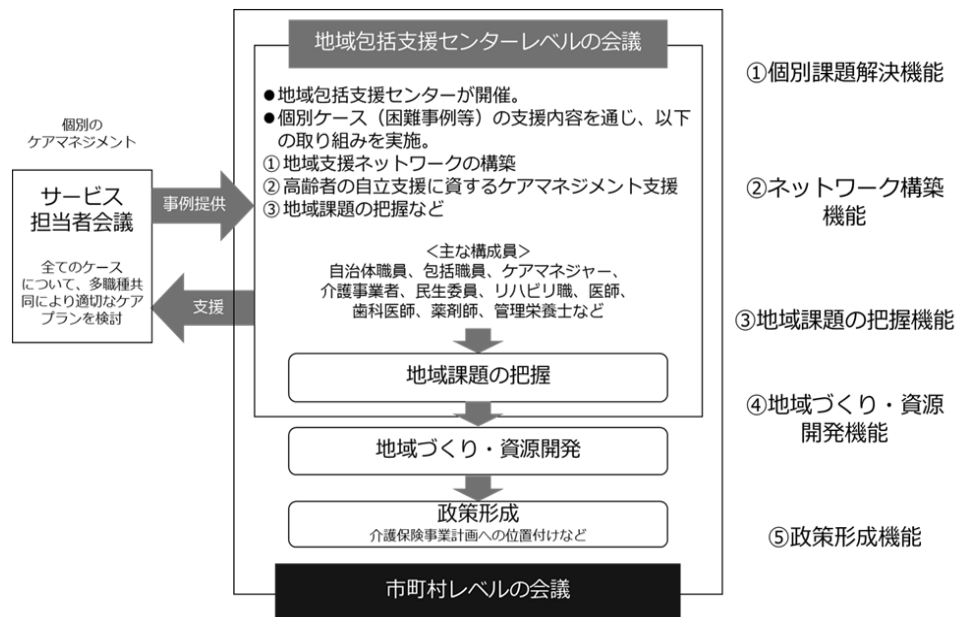 地域包括支援センターレベルの会議
●地域包括支援センターが開催。
●個別ケース（困難事例等）の支援内容を通じ、以下
の取り組みを実施。
①地域支援ネットワークの構築
②高齢者の自立支援に資するケアマネジメント支援
③地域課題の把握など
＜主な構成員＞
自治体職員、包括職員、ケアマネジャー、
介護事業者、民生委員、リハビリ職、医師、
歯科医師、薬剤師、管理栄養士など
地域課題の把握
地域づくり・資源開発
政策形成
介護保険事業計画への位置付けなど
市町村レベルの会議
個別の
ケアマネジメント
サービス
担当者会議
全てのケース
について、多職種共
同により適切なケア
プランを検討
事例提供
支援
①個別課題解決機能
②ネットワーク構築
機能
③地域課題の把握機能
④地域づくり・資源
開発機能
⑤政策形成機能